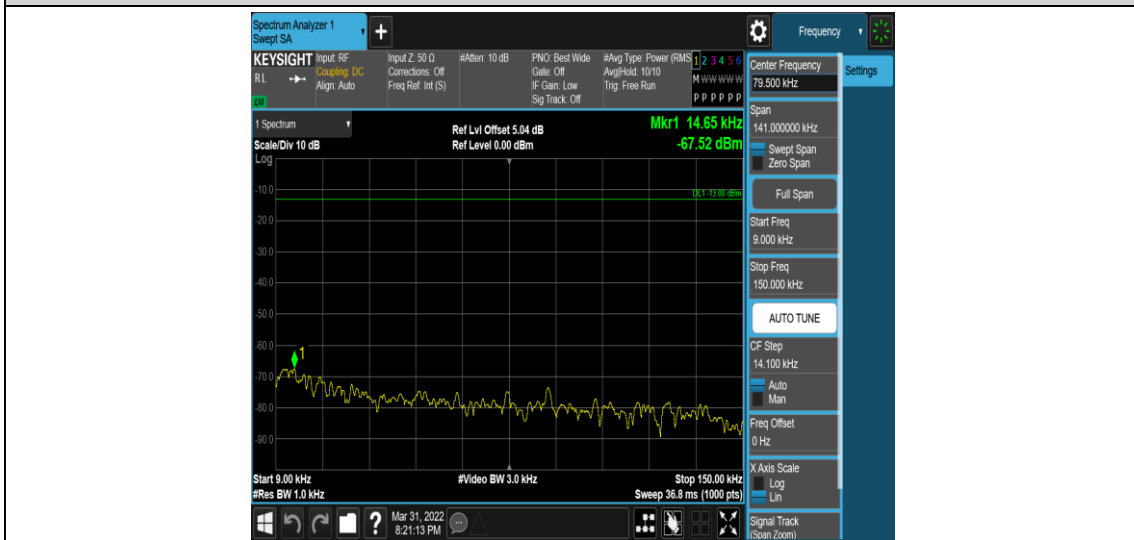 Spectrum Analyzer 1
Swept SA
+
Frequency
KEYSIGHT
RL
LXI
Input: RF
Coupling: DC
Align: Auto
Input Z: 50 Ω
Corrections: Off
Freq Ref: Int (S)
#Atten: 10 dB
PNO: Best Wide
Gate: Off
IF Gain: Low
Sig Track: Off
#Avg Type: Power (RMS
Avg|Hold: 10/10
Trig: Free Run
1 2 3 4 5 6
M W W W W W
P P P P P P
1 Spectrum
Scale/Div 10 dB
Ref Lvl Offset 5.04 dB
Ref Level 0.00 dBm
Mkr1 14.65 kHz
-67.52 dBm
Log
-10.0
DL1 -13.00 dBm
-20.0
-30.0
-40.0
-50.0
-60.0
1
-70.0
-80.0
-90.0
Start 9.00 kHz
#Res BW 1.0 kHz
#Video BW 3.0 kHz
Stop 150.00 kHz
Sweep 36.8 ms (1000 pts)
?
Mar 31, 2022
8:21:13 PM
Center Frequency
79.500 kHz
Settings
Span
141.000000 kHz
Swept Span
Zero Span
Full Span
Start Freq
9.000 kHz
Stop Freq
150.000 kHz
AUTO TUNE
CF Step
14.100 kHz
Auto
Man
Freq Offset
0 Hz
X Axis Scale
Log
Lin
Signal Track
(Span Zoom)